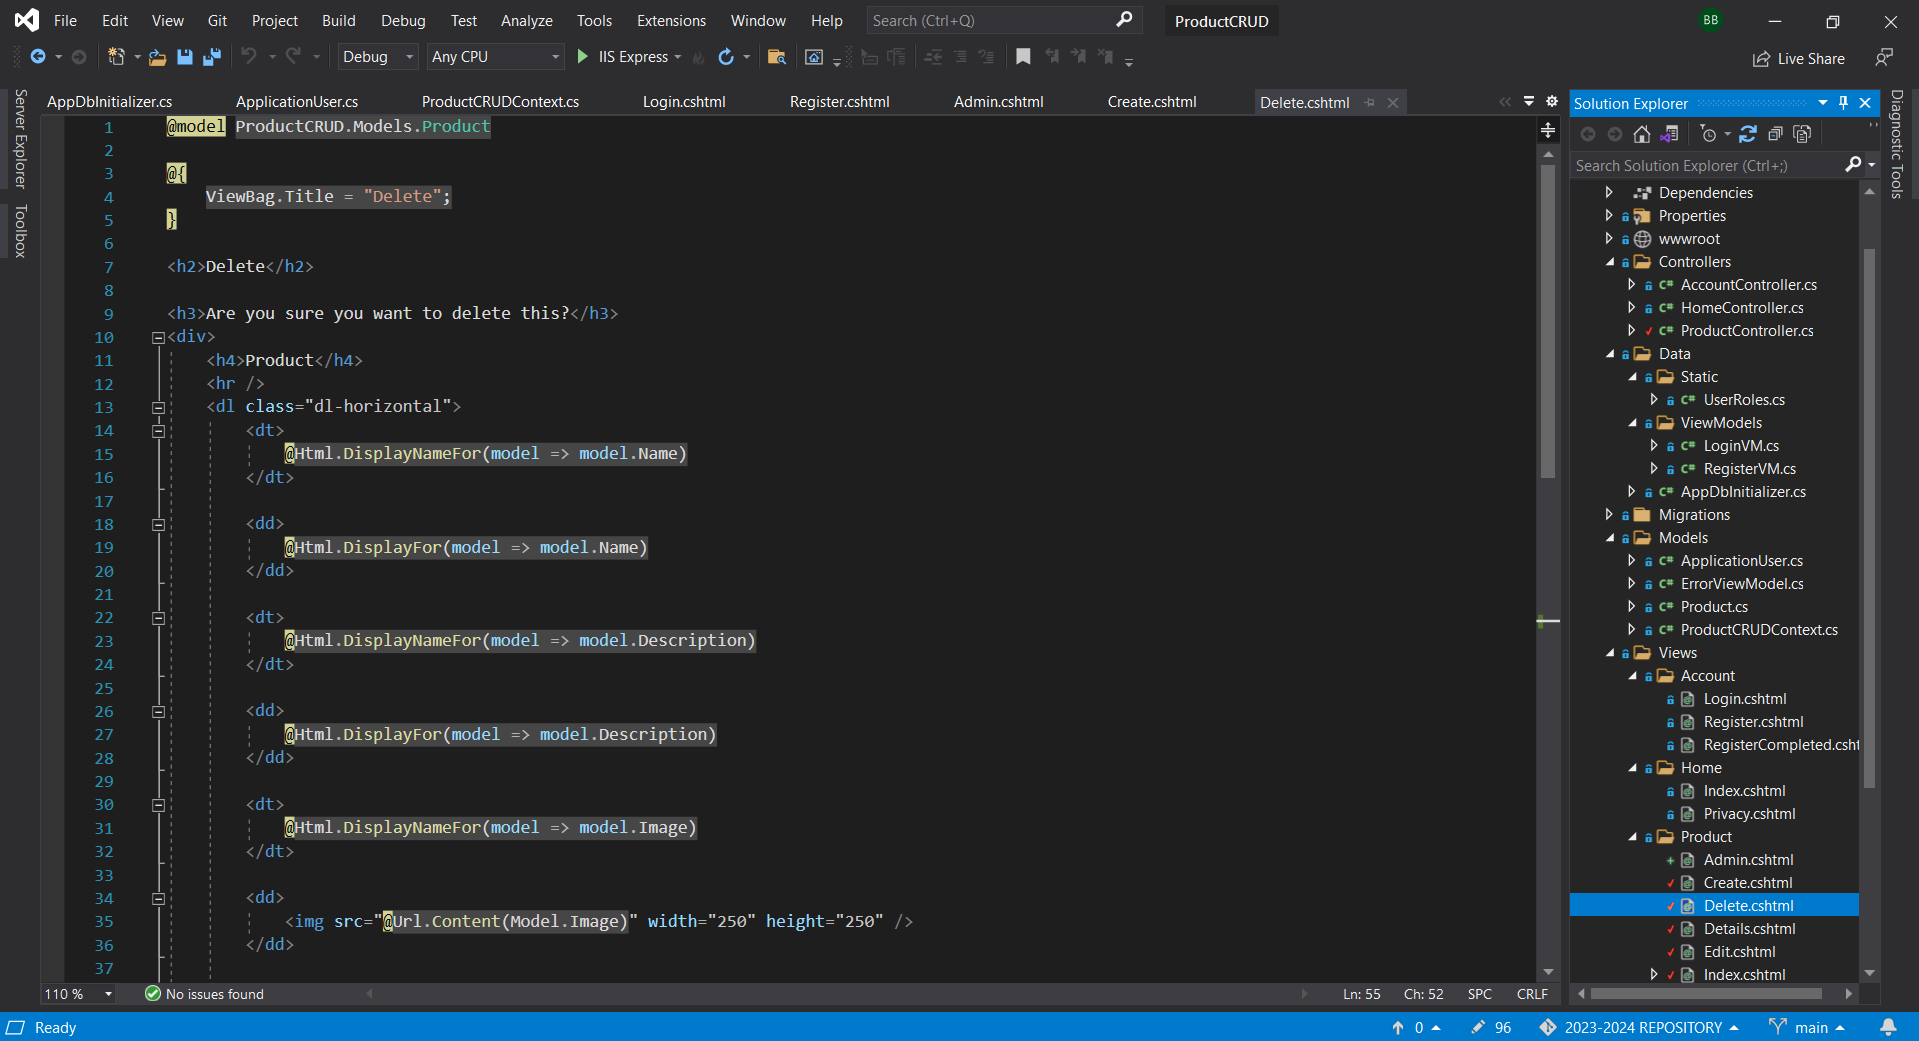 File Edit View Git Project Build Debug Test Analyze Tools Extensions Window Help Search (Ctrl+Q) ProductCRUD BB
Debug Any CPU IIS Express Live Share
AppDbInitializer.cs ApplicationUser.cs ProductCRUDContext.cs Login.cshtml Register.cshtml Admin.cshtml Create.cshtml Delete.cshtml
Server Explorer
Toolbox
1 @model ProductCRUD.Models.Product
2
3 @{
4 ViewBag.Title = "Delete";
5 }
6
7 <h2>Delete</h2>
8
9 <h3>Are you sure you want to delete this?</h3>
10 <div>
11 <h4>Product</h4>
12 <hr />
13 <dl class="dl-horizontal">
14 <dt>
15 @Html.DisplayNameFor(model => model.Name)
16 </dt>
17
18 <dd>
19 @Html.DisplayFor(model => model.Name)
20 </dd>
21
22 <dt>
23 @Html.DisplayNameFor(model => model.Description)
24 </dt>
25
26 <dd>
27 @Html.DisplayFor(model => model.Description)
28 </dd>
29
30 <dt>
31 @Html.DisplayNameFor(model => model.Image)
32 </dt>
33
34 <dd>
35 <img src="@Url.Content(Model.Image)" width="250" height="250" />
36 </dd>
37
110 % No issues found Ln: 55 Ch: 52 SPC CRLF
Solution Explorer
Search Solution Explorer (Ctrl+;)
Dependencies
Properties
wwwroot
Controllers
C# AccountController.cs
C# HomeController.cs
C# ProductController.cs
Data
Static
C# UserRoles.cs
ViewModels
C# LoginVM.cs
C# RegisterVM.cs
C# AppDbInitializer.cs
Migrations
Models
C# ApplicationUser.cs
C# ErrorViewModel.cs
C# Product.cs
C# ProductCRUDContext.cs
Views
Account
Login.cshtml
Register.cshtml
RegisterCompleted.csht
Home
Index.cshtml
Privacy.cshtml
Product
Admin.cshtml
Create.cshtml
Delete.cshtml
Details.cshtml
Edit.cshtml
Index.cshtml
Diagnostic Tools
Ready 0 96 2023-2024 REPOSITORY main